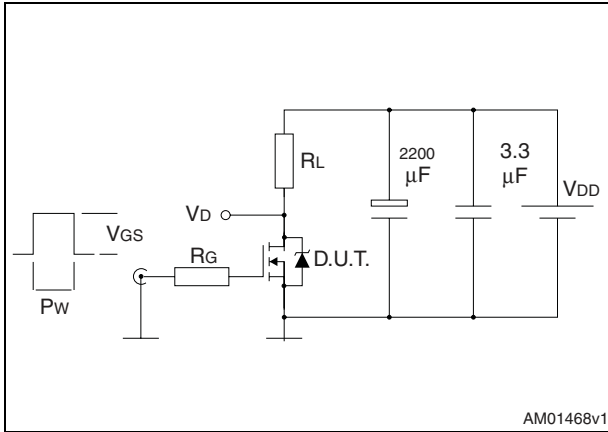 RL
2200
μF
3.3
μF
VDD
VD
VGS
RG
D.U.T.
PW
AM01468v1